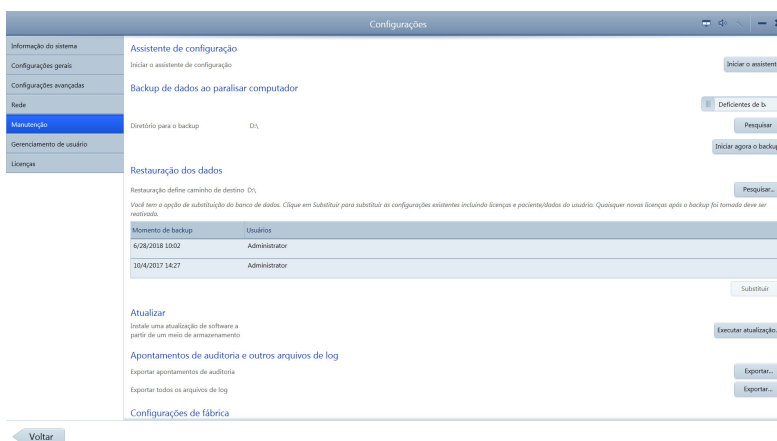 Configurações
Informação do sistema
Configurações gerais
Configurações avançadas
Rede
Manutenção
Gerenciamento de usuário
Licenças
Assistente de configuração
Iniciar o assistente de configuração
Iniciar o assistent
Backup de dados ao paralisar computador
Deficientes de b
Diretório para o backup D:\
Pesquisar
Iniciar agora o backup
Restauração dos dados
Restauração define caminho de destino D:\
Pesquisar...
Você tem a opção de substituição do banco de dados. Clique em Substituir para substituir as configurações existentes incluindo licenças e paciente/dados do usuário. Quaisquer novas licenças após o backup foi tomada deve ser
reativada.
Momento de backup Usuários
6/28/2018 10:02 Administrator
10/4/2017 14:27 Administrator
Substituir
Atualizar
Instale uma atualização de software a
partir de um meio de armazenamento
Executar atualização.
Apontamentos de auditoria e outros arquivos de log
Exportar apontamentos de auditoria
Exportar...
Exportar todos os arquivos de log
Exportar...
Configurações de fábrica
Voltar